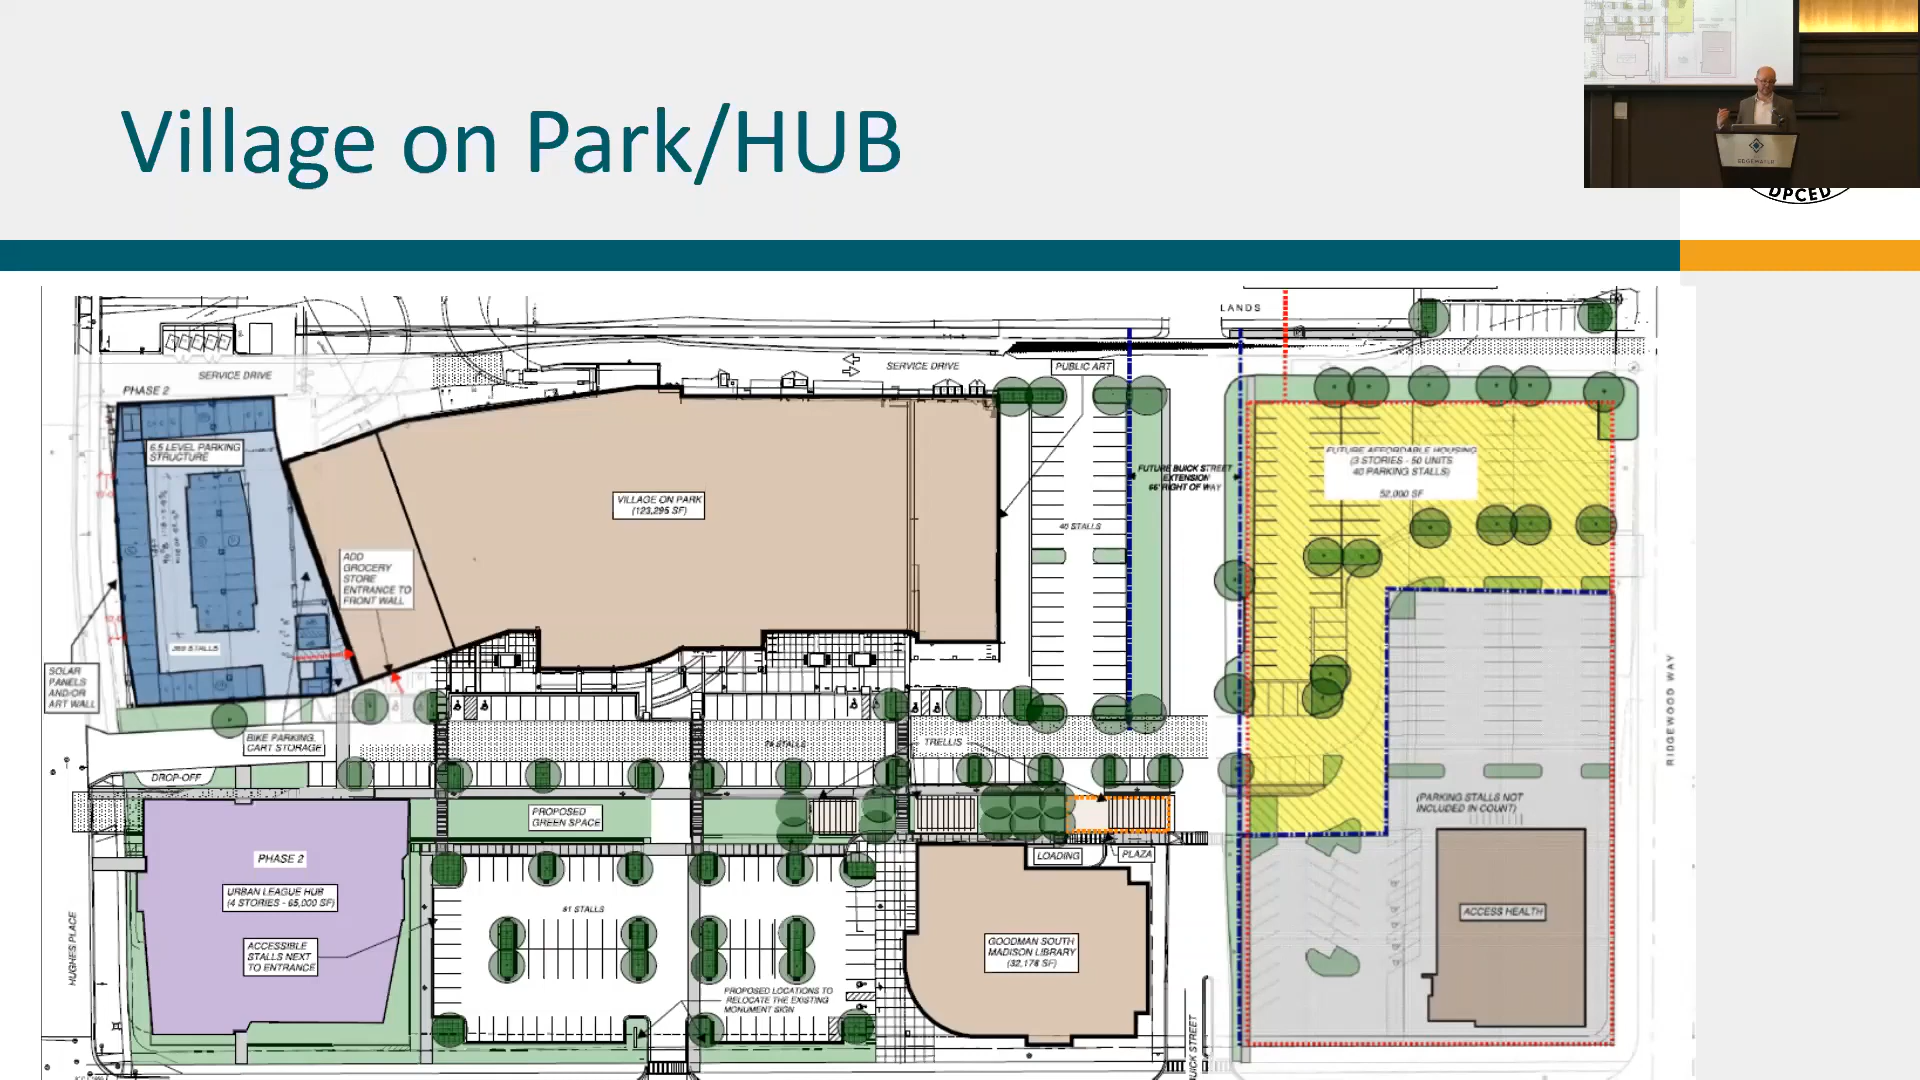 Village on Park/HUB
EDGEWATER
DPCED
LANDS
SERVICE DRIVE
SERVICE DRIVE
PUBLIC ART
PHASE 2
6.5 LEVEL PARKING
STRUCTURE
FUTURE AFFORDABLE HOUSING
(3 STORIES - 50 UNITS
40 PARKING STALLS)
52,000 SF
FUTURE BUICK STREET
EXTENSION
66' RIGHT OF WAY
VILLAGE ON PARK
(123,295 SF)
40 STALLS
ADD
GROCERY
STORE
ENTRANCE TO
FRONT WALL
SOLAR
PANELS
AND/OR
ART WALL
RIDGEWOOD WAY
BIKE PARKING,
CART STORAGE
TRELLIS
DROP-OFF
PROPOSED
GREEN SPACE
(PARKING STALLS NOT
INCLUDED IN COUNT)
LOADING
PLAZA
PHASE 2
URBAN LEAGUE HUB
(4 STORIES - 65,000 SF)
81 STALLS
ACCESS HEALTH
HUGHES PLACE
ACCESSIBLE
STALLS NEXT
TO ENTRANCE
GOODMAN SOUTH
MADISON LIBRARY
(32,178 SF)
PROPOSED LOCATIONS TO
RELOCATE THE EXISTING
MONUMENT SIGN
BUICK STREET